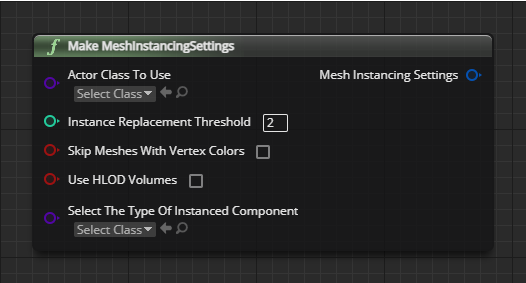 f Make MeshInstancingSettings
Actor Class To Use Mesh Instancing Settings
Select Class
Instance Replacement Threshold 2
Skip Meshes With Vertex Colors
Use HLOD Volumes
Select The Type Of Instanced Component
Select Class